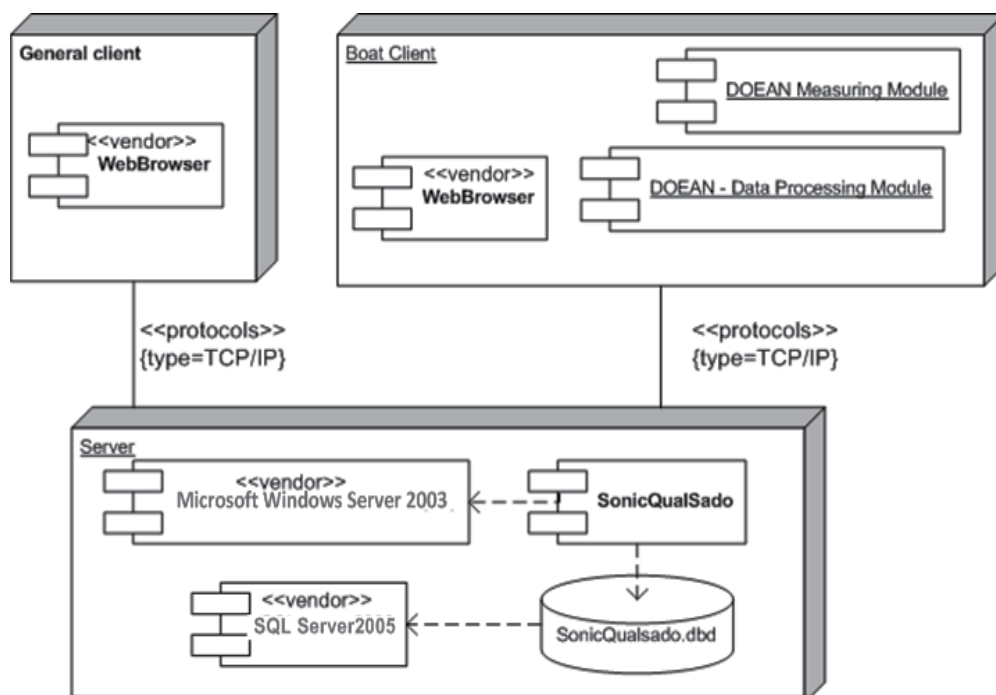 General client
<<vendor>>
WebBrowser
Boat Client
DOEAN Measuring Module
<<vendor>>
WebBrowser
DOEAN - Data Processing Module
<<protocols>>
{type=TCP/IP}
<<protocols>>
{type=TCP/IP}
Server
<<vendor>>
Microsoft Windows Server 2003
SonicQualSado
<<vendor>>
SQL Server2005
SonicQualsado.dbd